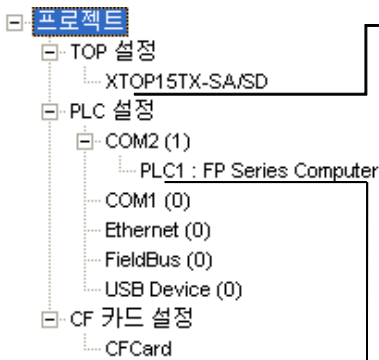 프로젝트
TOP 설정
XTOP15TX-SA/SD
PLC 설정
COM2 (1)
PLC1 : FP Series Computer
COM1 (0)
Ethernet (0)
FieldBus (0)
USB Device (0)
CF 카드 설정
CFCard